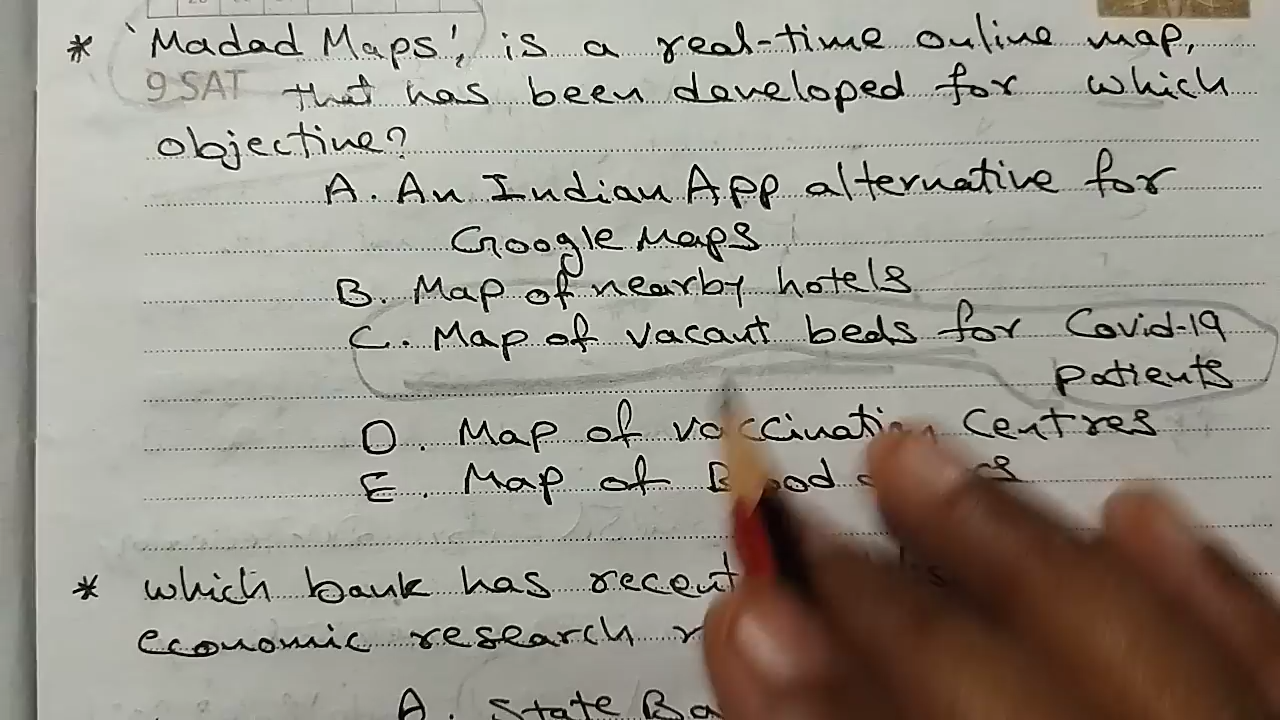 * 'Madad Maps', is a real-time online map,
9 SAT that has been developed for which
objective?
A. An Indian App alternative for
Google Maps
B. Map of nearby hotels
C. Map of vacant beds for Covid-19
patients
D. Map of vaccination Centres
E. Map of Blood
* which bank has
economic research
A. State